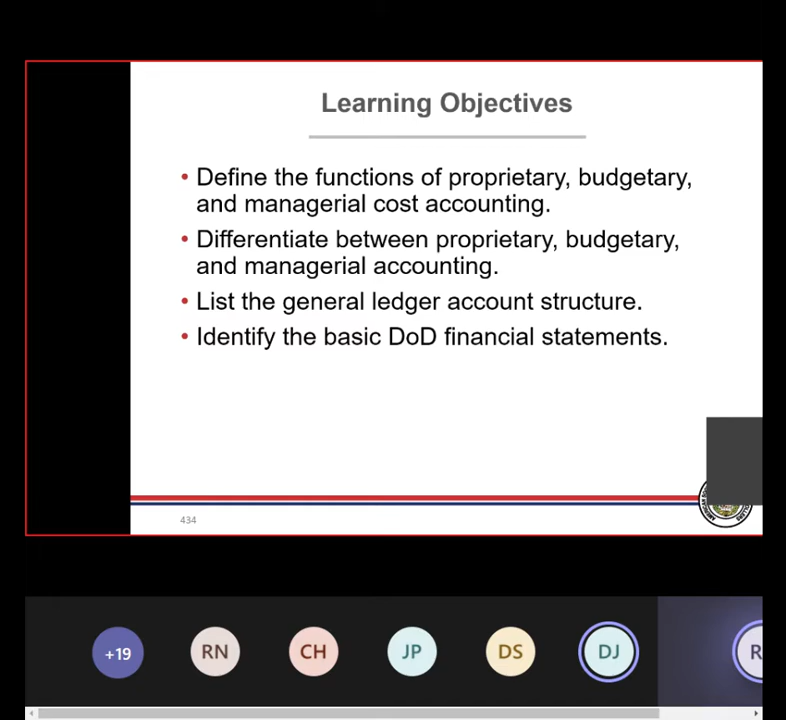 Learning Objectives
• Define the functions of proprietary, budgetary,
and managerial cost accounting.
• Differentiate between proprietary, budgetary,
and managerial accounting.
• List the general ledger account structure.
• Identify the basic DoD financial statements.
434
+19 RN CH JP DS DJ R